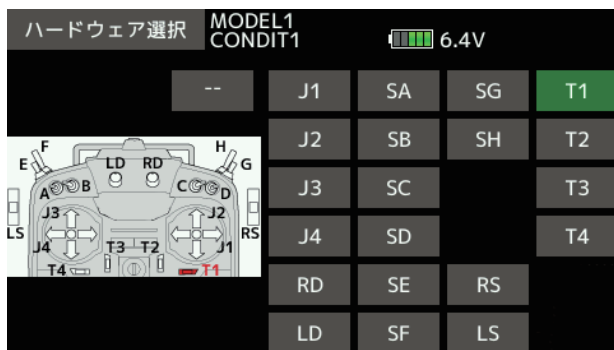 ハードウェア選択
MODEL1
CONDIT1
6.4V
--
J1 SA SG T1
J2 SB SH T2
J3 SC T3
J4 SD T4
RD SE RS
LD SF LS
F H
E LD RD G
A B C D
J3 J2
LS RS
J4 T3 T2 J1
T4 T1